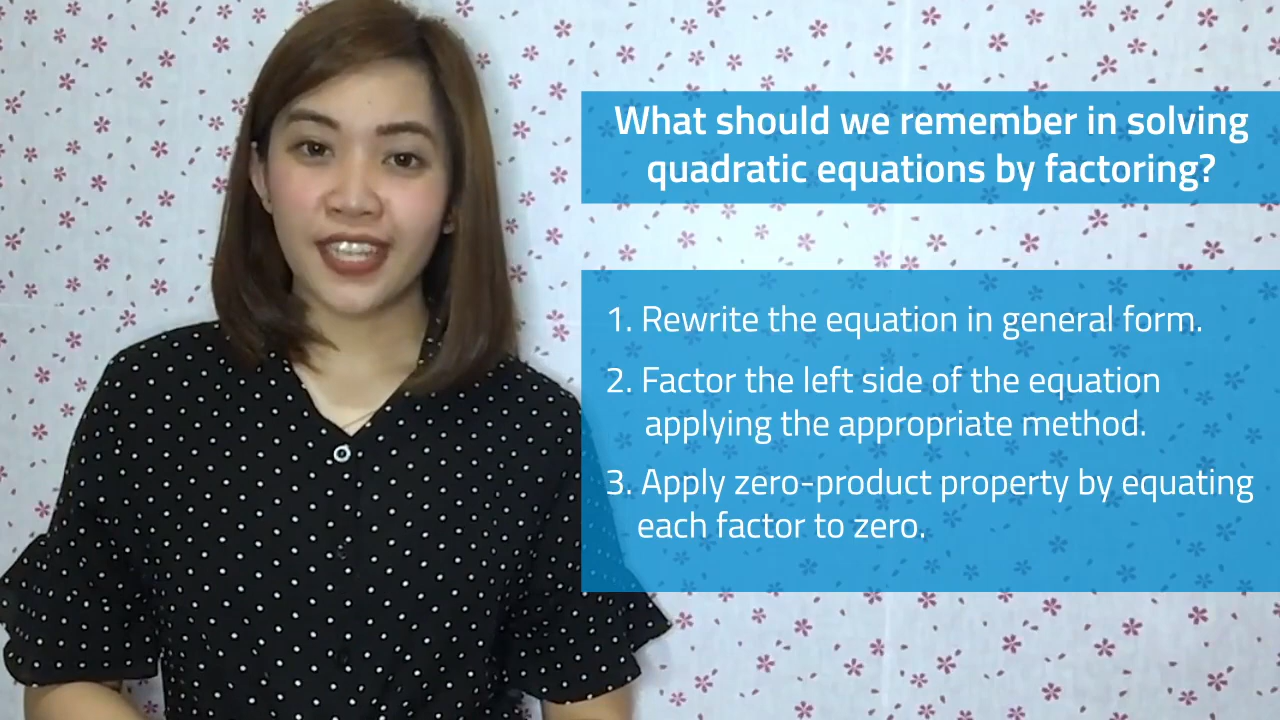 What should we remember in solving
quadratic equations by factoring?
1. Rewrite the equation in general form.
2. Factor the left side of the equation
applying the appropriate method.
3. Apply zero-product property by equating
each factor to zero.